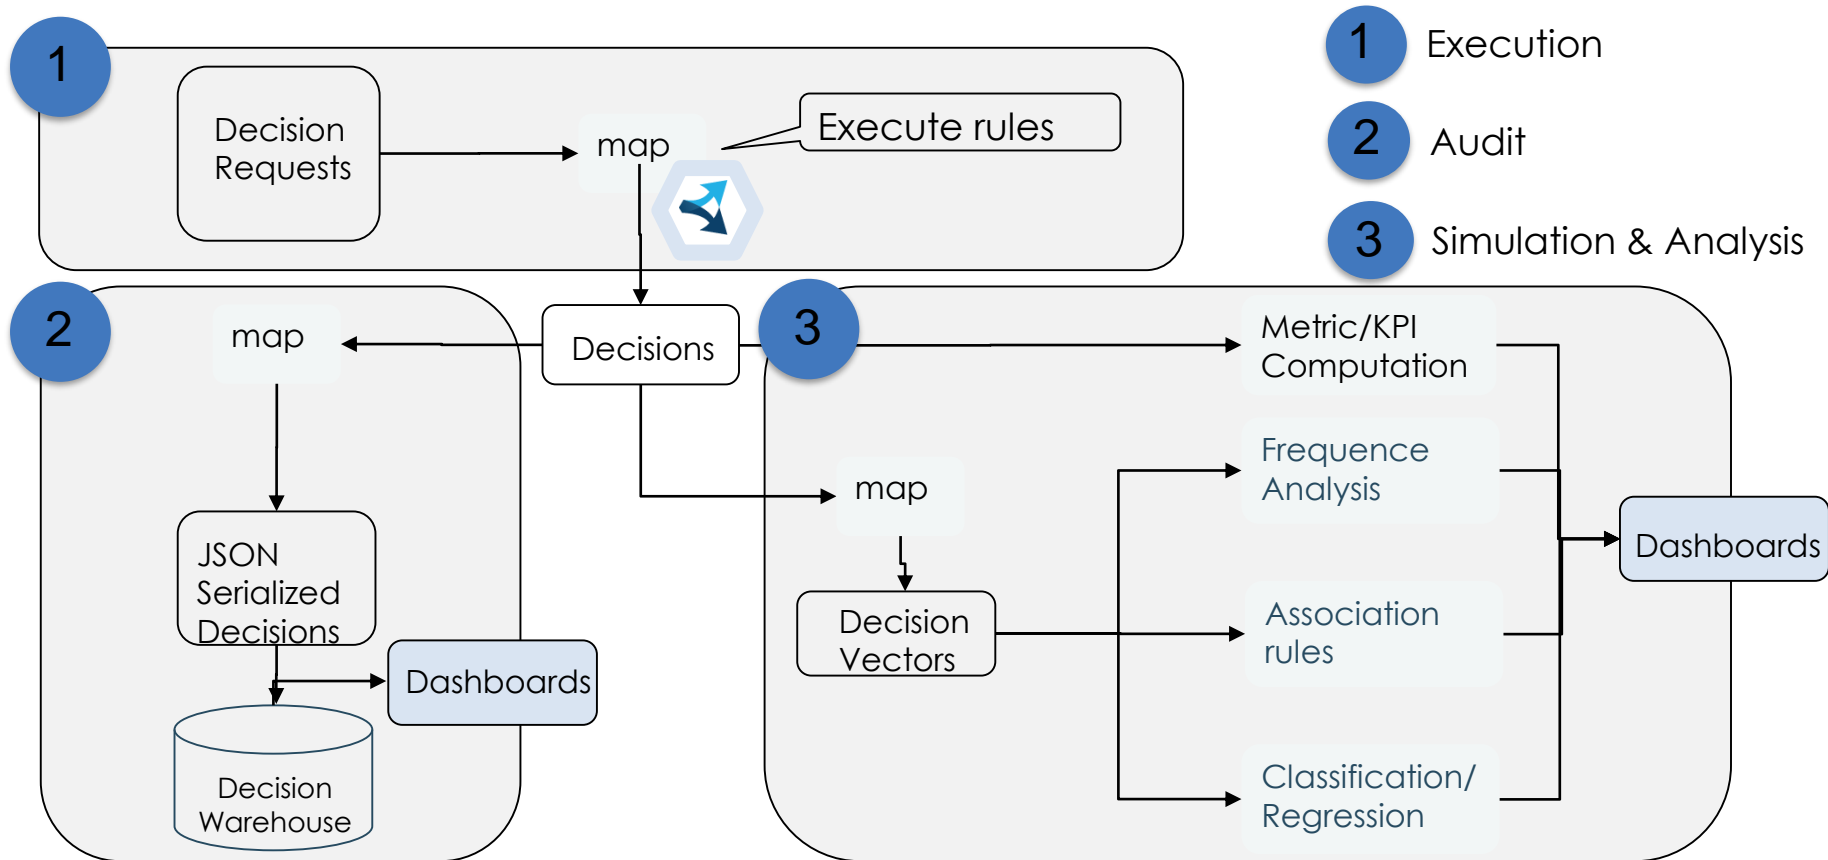 1
Decision
Requests
map
Execute rules
1
Execution
2
Audit
3
Simulation & Analysis
2
map
JSON
Serialized
Decisions
Dashboards
Decision
Warehouse
Decisions
3
Metric/KPI
Computation
map
Decision
Vectors
Frequence
Analysis
Association
rules
Classification/
Regression
Dashboards